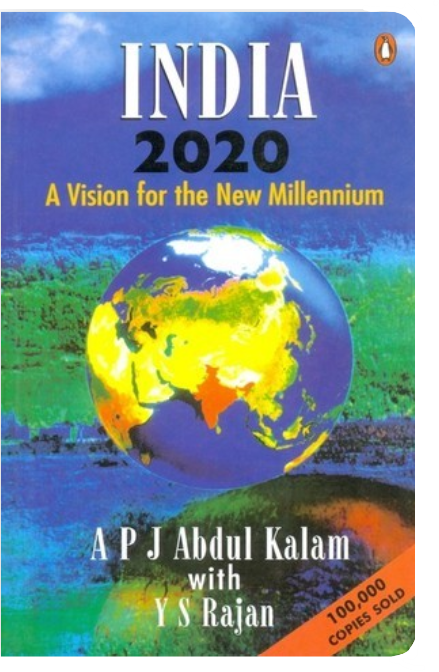 INDIA
2020
A Vision for the New Millennium
A P J Abdul Kalam
with
Y S Rajan
100,000
COPIES SOLD